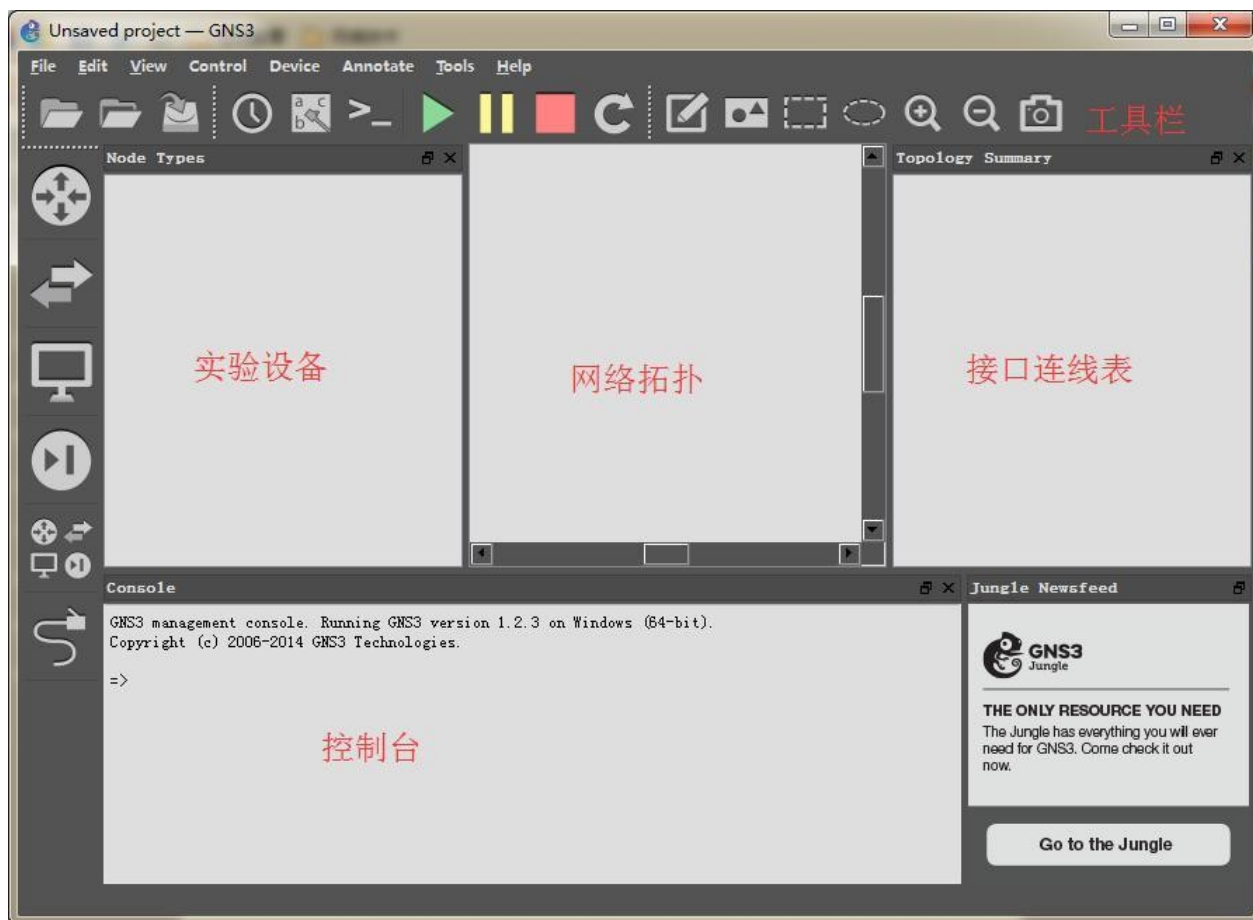 Unsaved project — GNS3
File Edit View Control Device Annotate Tools Help
a c
b
>_
工具栏
Node Types
Topology Summary
实验设备
网络拓扑
接口连线表
Console
Jungle Newsfeed
GNS3 management console. Running GNS3 version 1.2.3 on Windows (64-bit).
Copyright (c) 2006-2014 GNS3 Technologies.
=>
控制台
GNS3
Jungle
THE ONLY RESOURCE YOU NEED
The Jungle has everything you will ever
need for GNS3. Come check it out
now.
Go to the Jungle